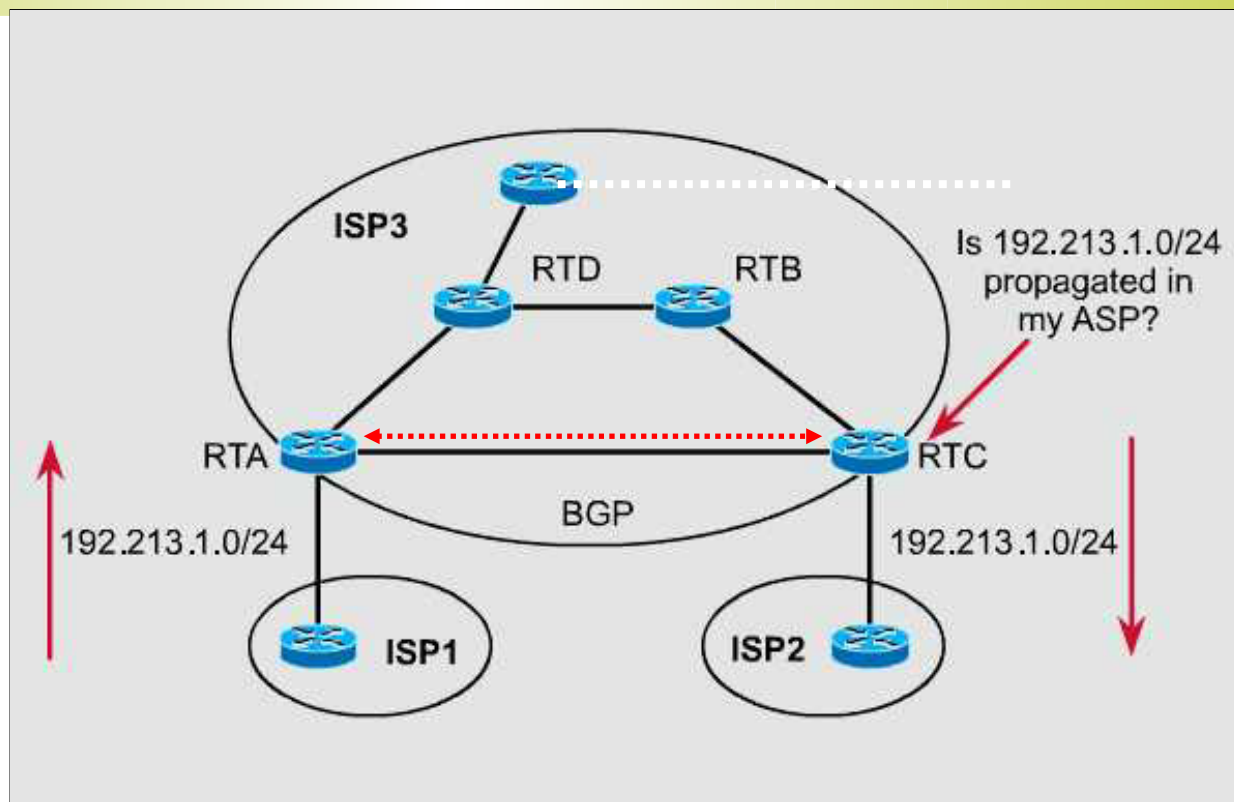 ISP3
RTD
RTB
Is 192.213.1.0/24
propagated in
my ASP?
RTA
RTC
BGP
192.213.1.0/24
192.213.1.0/24
ISP1
ISP2